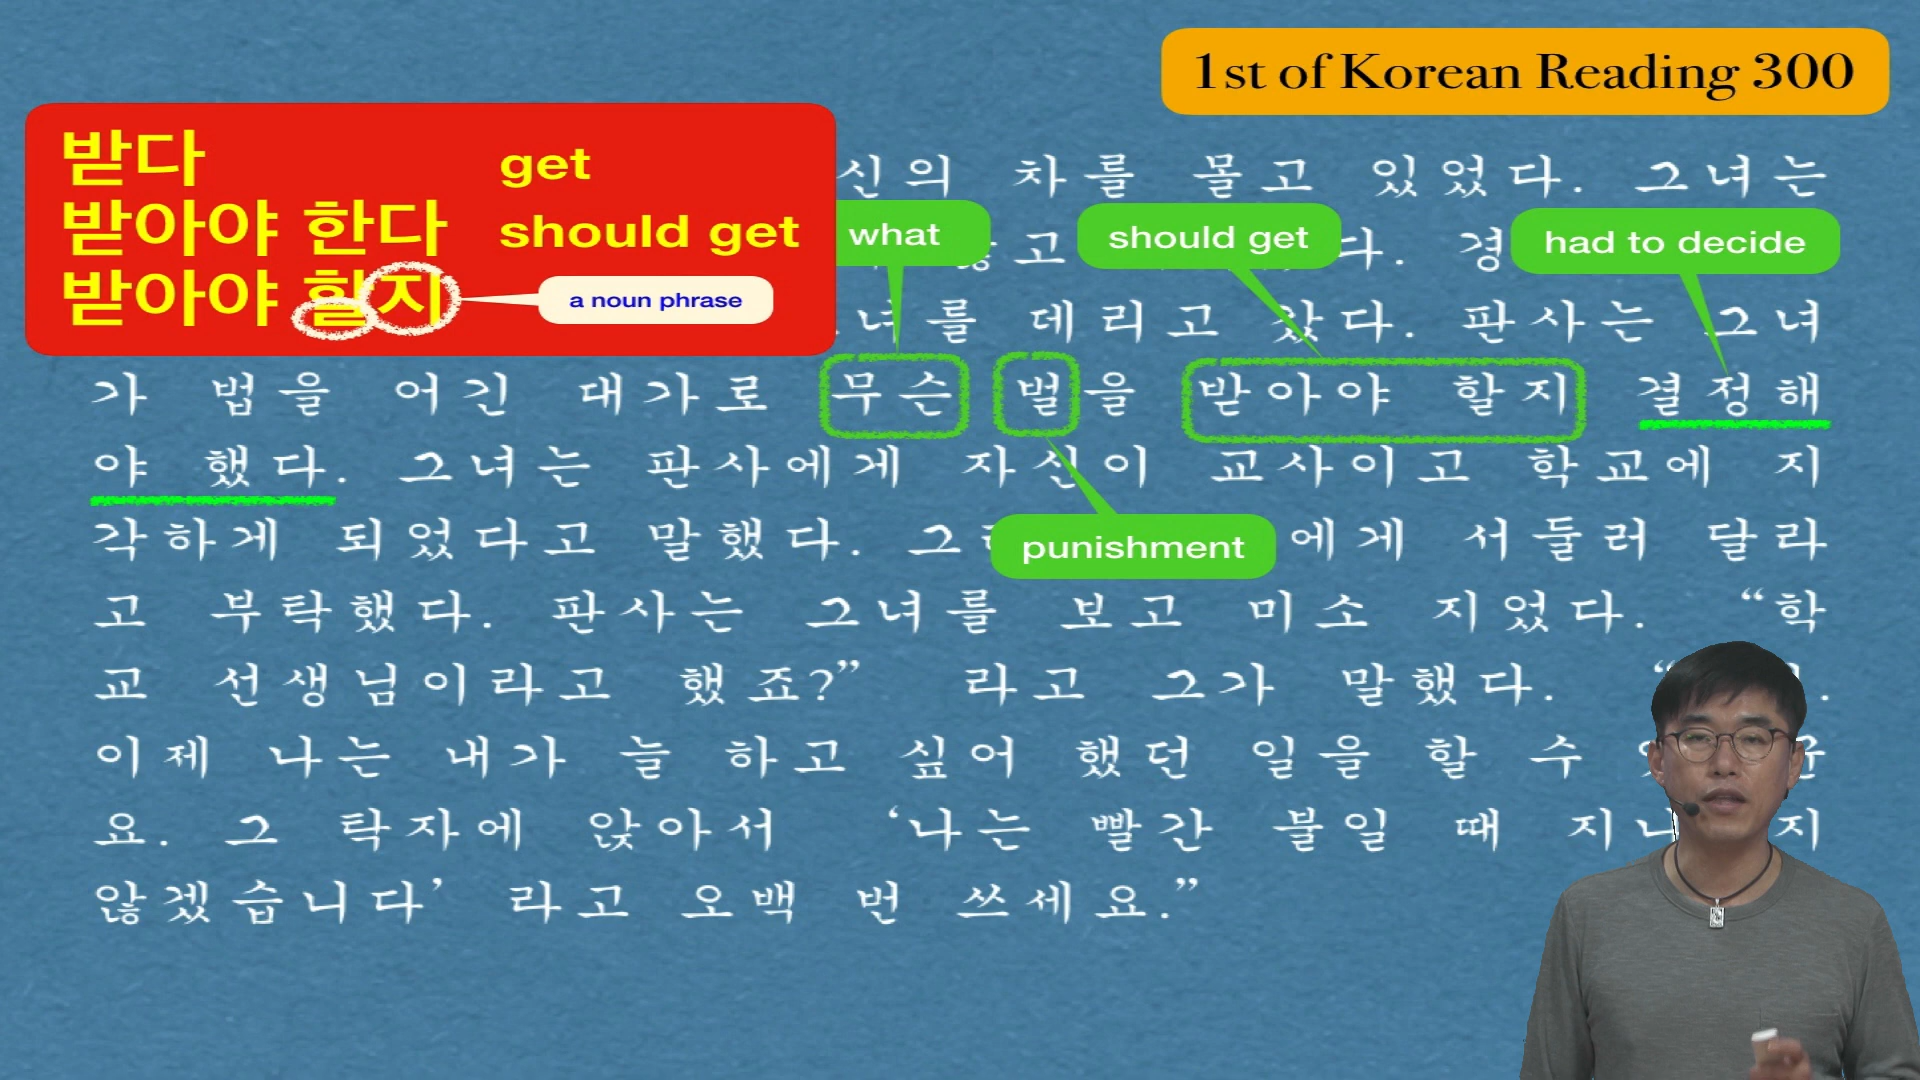 1st of Korean Reading 300
받다 get
받아야 한다 should get
받아야 할지 a noun phrase
신의 차를 몰고 있었다. 그녀는
what should get had to decide
고 다. 경
녀를 데리고 왔다. 판사는 그녀
가 법을 어긴 대가로 무슨 벌을 받아야 할지 결정해
야 했다. 그녀는 판사에게 자신이 교사이고 학교에 지
각하게 되었다고 말했다. 에게 서둘러 달라
punishment
고 부탁했다. 판사는 그녀를 보고 미소 지었다. “학
교 선생님이라고 했죠?” 라고 그가 말했다. “
이제 나는 내가 늘 하고 싶어 했던 일을 할 수
요. 그 탁자에 앉아서 ‘나는 빨간 불일 때 지
않겠습니다’ 라고 오백 번 쓰세요.”